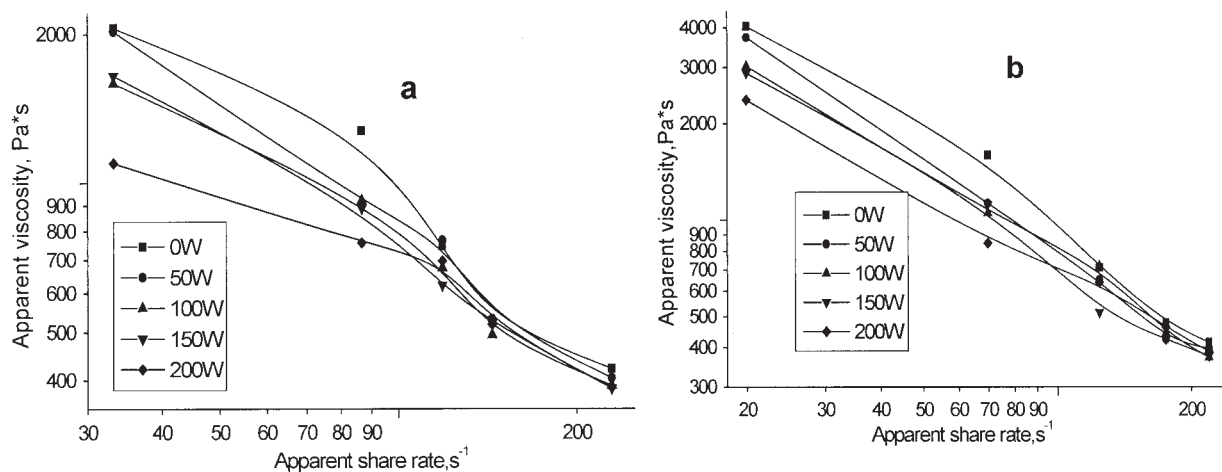 a
Apparent viscosity, Pa*s
2000
900
800
700
600
500
400
0W
50W
100W
150W
200W
30 40 50 60 70 80 90 200
Apparent share rate,s⁻¹
b
Apparent viscosity,Pa*s
4000
3000
2000
900
800
700
600
500
400
300
0W
50W
100W
150W
200W
20 30 40 50 60 70 80 90 200
Apparent share rate,s⁻¹